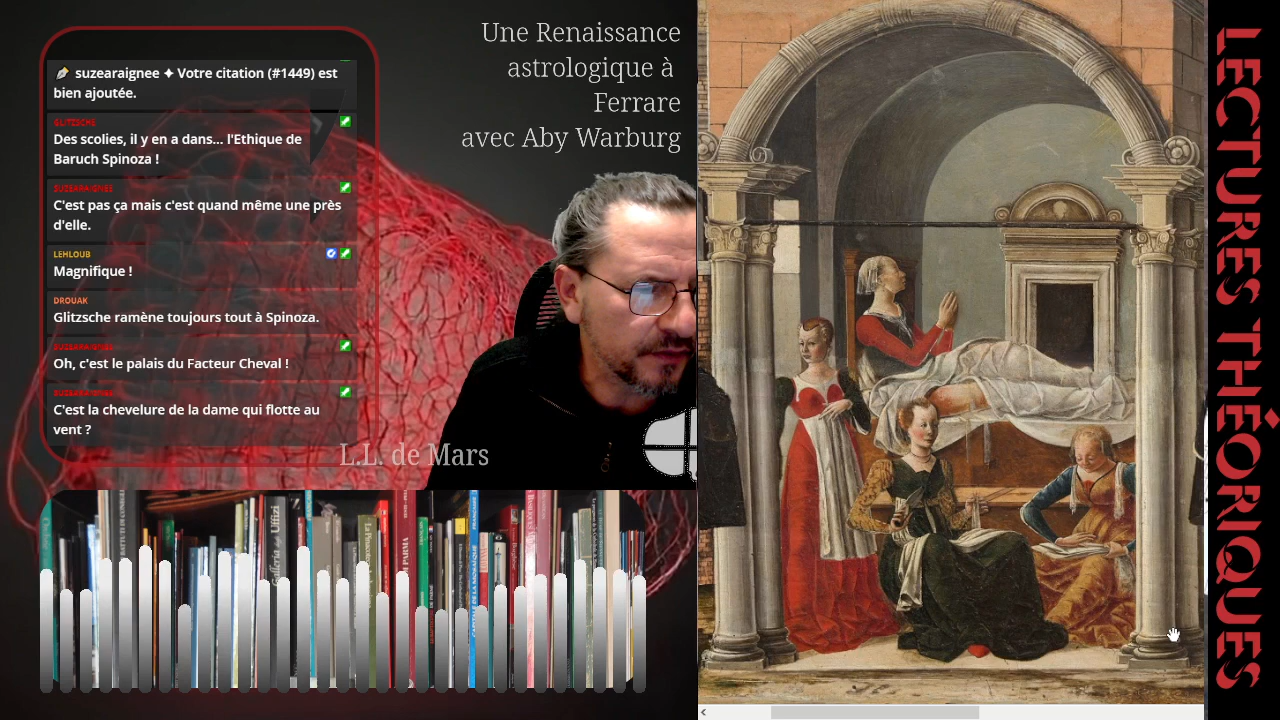 Une Renaissance
astrologique à
Ferrare
avec Aby Warburg
suzearaignee ✦ Votre citation (#1449) est
bien ajoutée.
GLITZSCHE
Des scolies, il y en a dans... l'Ethique de
Baruch Spinoza !
SUZEARAIGNEE
C'est pas ça mais c'est quand même une près
d'elle.
LEHLOUB
Magnifique !
DROUAK
Glitzsche ramène toujours tout à Spinoza.
SUZEARAIGNEE
Oh, c'est le palais du Facteur Cheval !
SUZEARAIGNEE
C'est la chevelure de la dame qui flotte au
vent ?
L.L. de Mars
Galleria
Uffizi
LECTURES THÉORIQUES